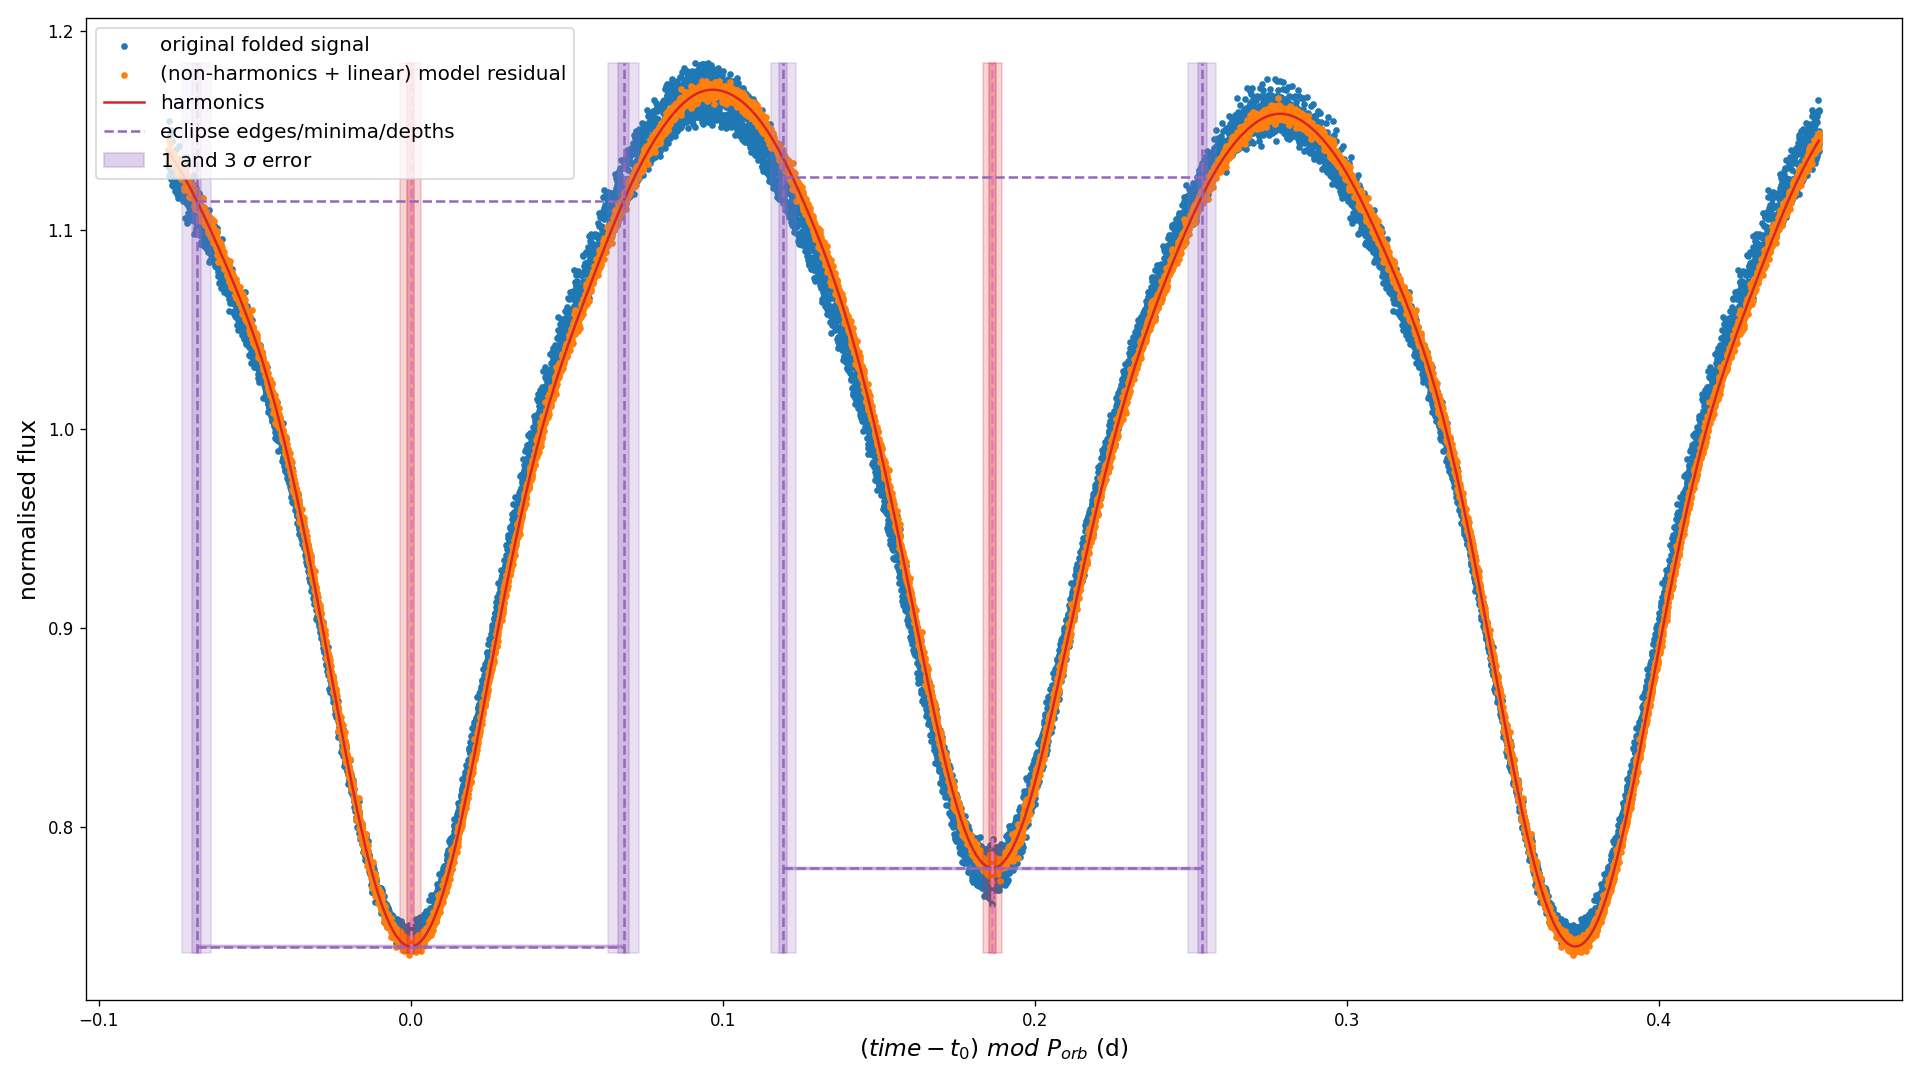 original folded signal
(non-harmonics + linear) model residual
harmonics
eclipse edges/minima/depths
1 and 3 σ error
1.2
1.1
1.0
0.9
0.8
normalised flux
−0.1 0.0 0.1 0.2 0.3 0.4
(time − t₀) mod Pₒᵣb (d)